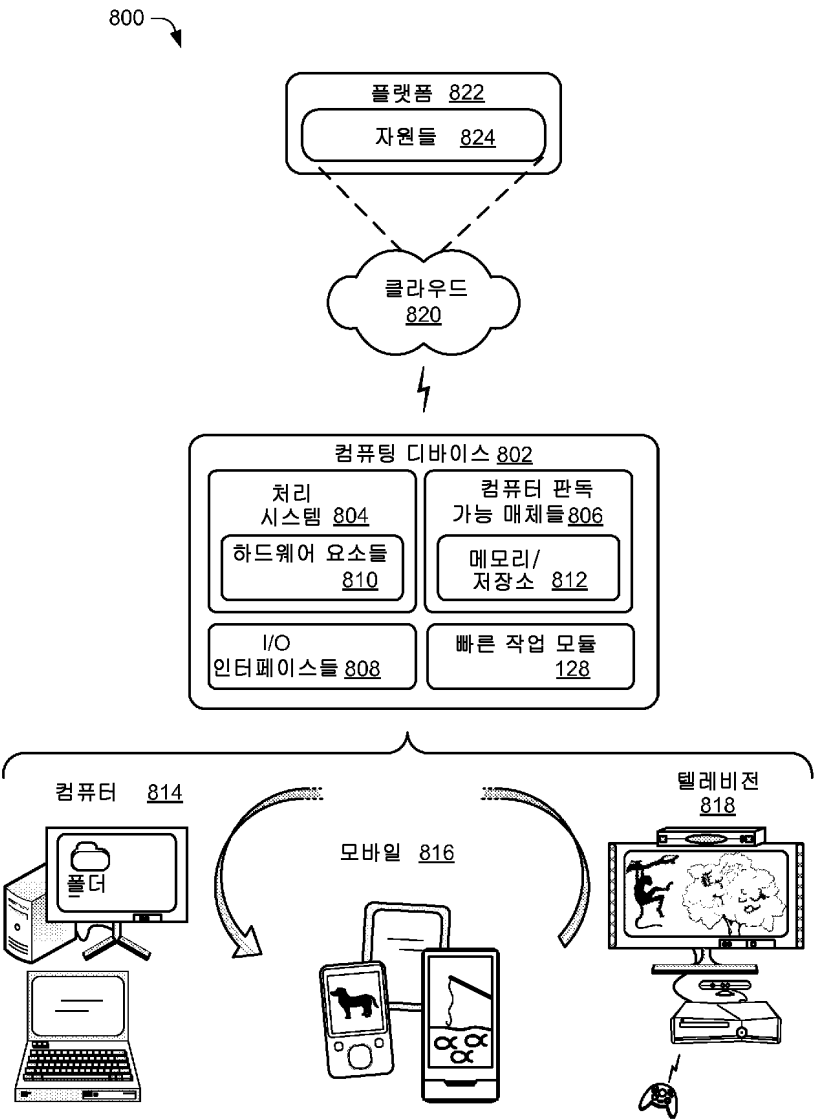 800
플랫폼 822
자원들 824
클라우드
820
컴퓨팅 디바이스 802
처리
시스템 804
하드웨어 요소들
810
컴퓨터 판독
가능 매체들 806
메모리/
저장소 812
I/O
인터페이스들 808
빠른 작업 모듈
128
컴퓨터 814
폴더
모바일 816
텔레비전
818